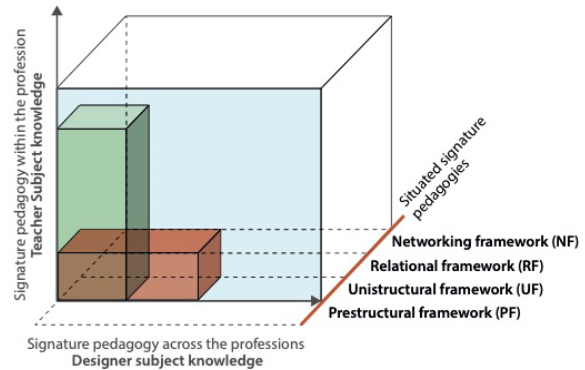 Signature pedagogy within the profession
Teacher Subject knowledge
Situated signature
pedagogies
Networking framework (NF)
Relational framework (RF)
Unistructural framework (UF)
Prestructural framework (PF)
Signature pedagogy across the professions
Designer subject knowledge